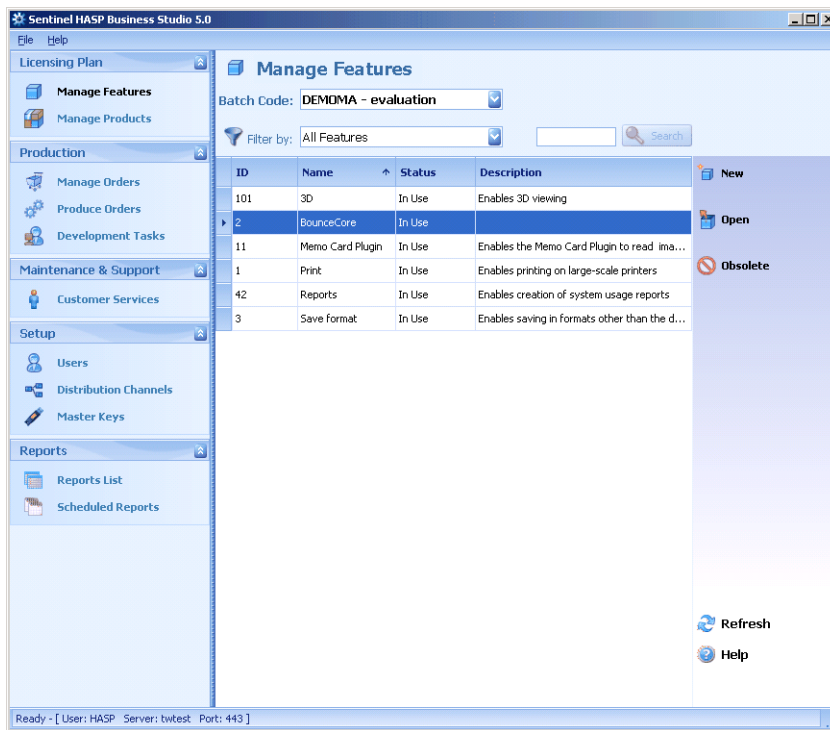 Sentinel HASP Business Studio 5.0
File Help
Licensing Plan
Manage Features
Manage Products
Production
Manage Orders
Produce Orders
Development Tasks
Maintenance & Support
Customer Services
Setup
Users
Distribution Channels
Master Keys
Reports
Reports List
Scheduled Reports
Manage Features
Batch Code: DEMOMA - evaluation
Filter by: All Features Search
ID Name Status Description
101 3D In Use Enables 3D viewing
2 BounceCore In Use
11 Memo Card Plugin In Use Enables the Memo Card Plugin to read ima...
1 Print In Use Enables printing on large-scale printers
42 Reports In Use Enables creation of system usage reports
3 Save format In Use Enables saving in formats other than the d...
New
Open
Obsolete
Refresh
Help
Ready - [ User: HASP Server: twtest Port: 443 ]